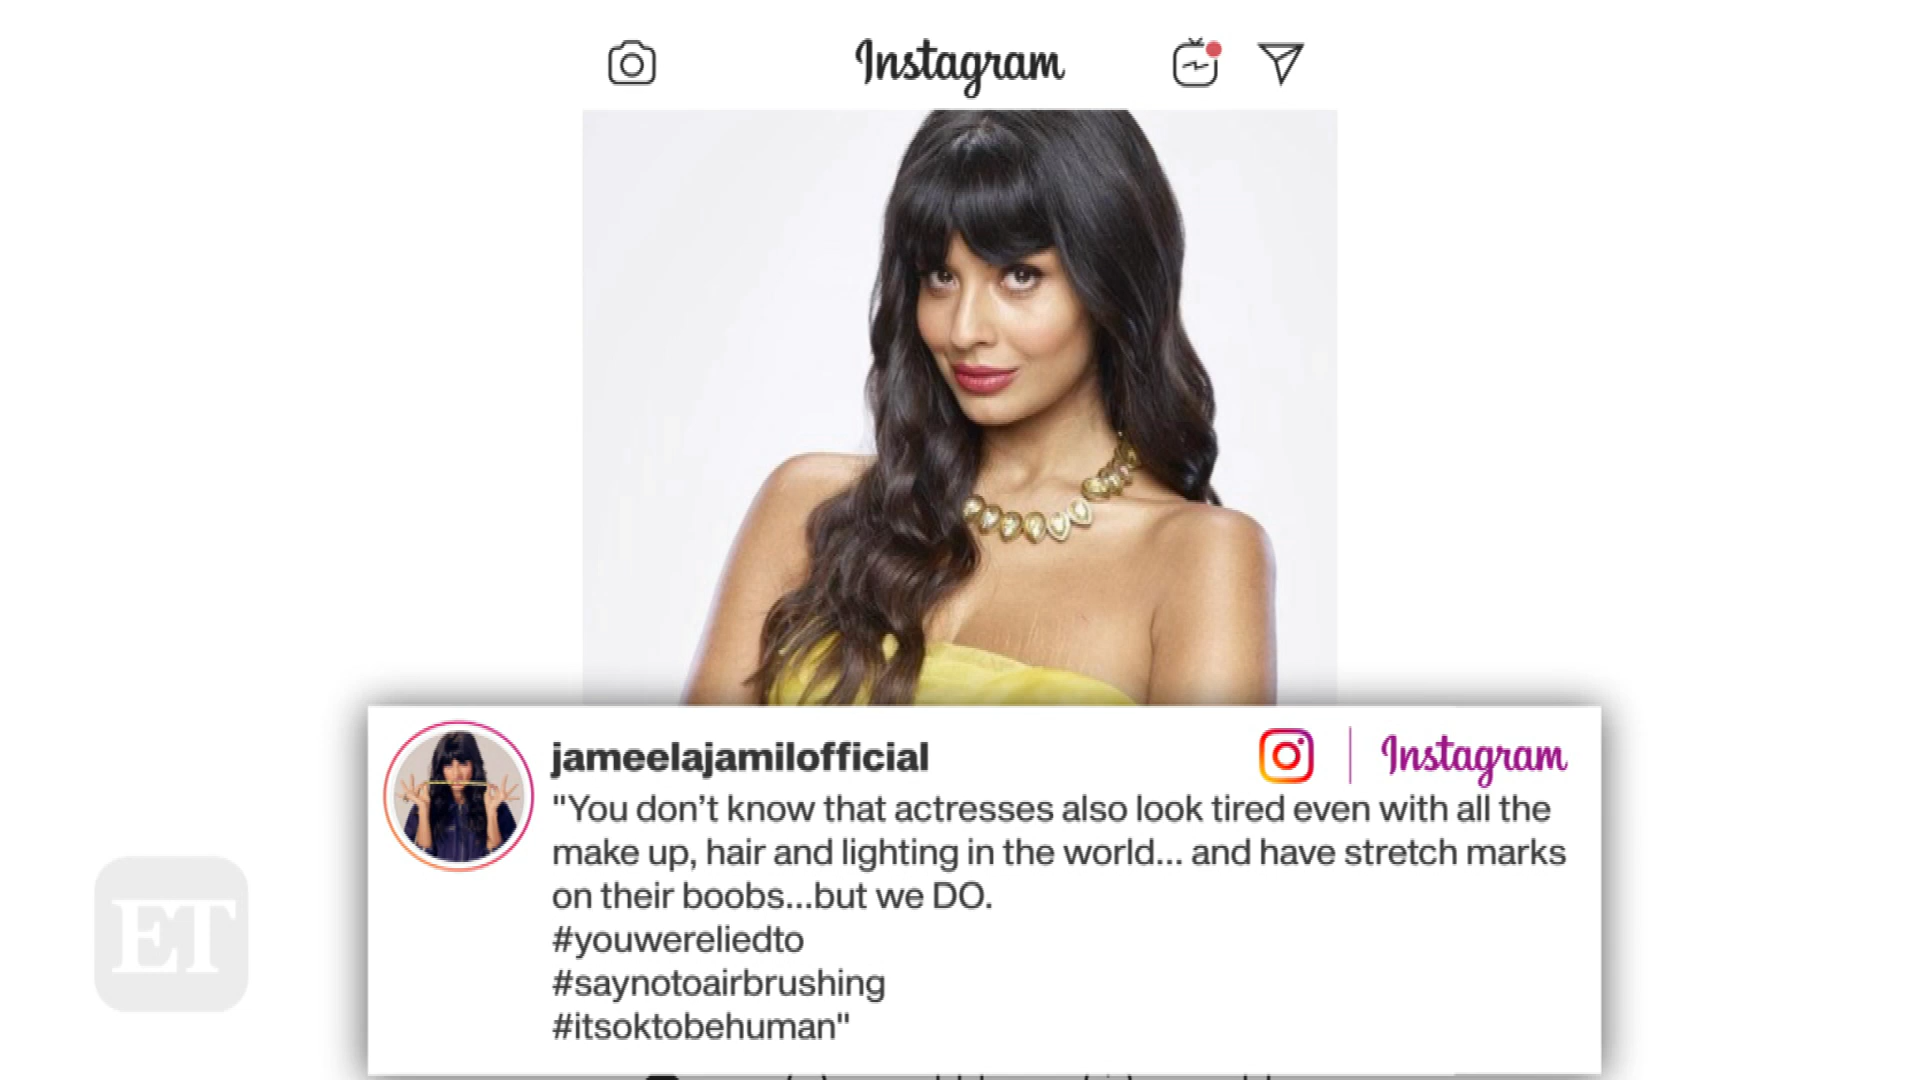 Instagram
jameelajamilofficial
Instagram
"You don’t know that actresses also look tired even with all the
make up, hair and lighting in the world... and have stretch marks
on their boobs...but we DO.
#youwereliedto
#saynotoairbrushing
#itsoktobehuman"
ET